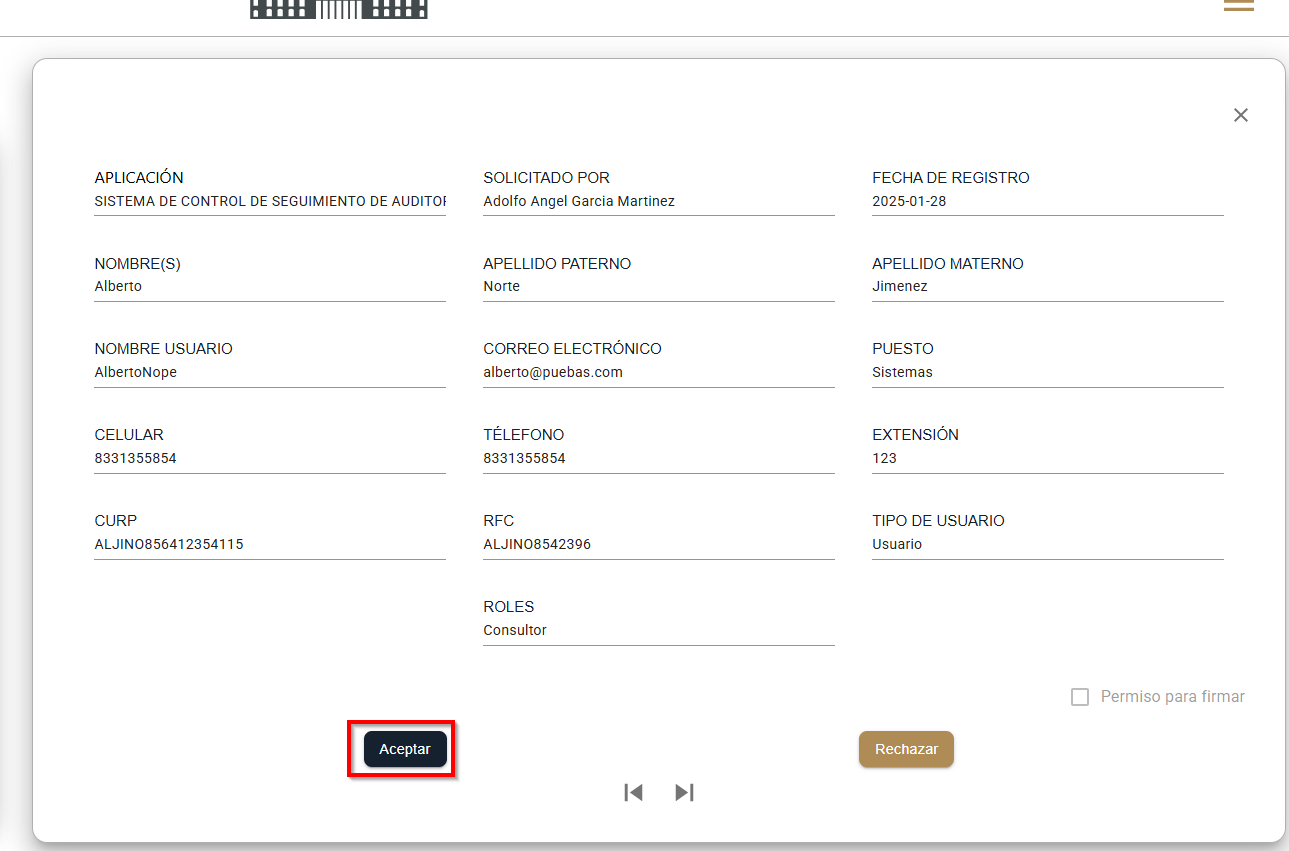 APLICACIÓN
SISTEMA DE CONTROL DE SEGUIMIENTO DE AUDITOR
SOLICITADO POR
Adolfo Angel Garcia Martinez
FECHA DE REGISTRO
2025-01-28
NOMBRE(S)
Alberto
APELLIDO PATERNO
Norte
APELLIDO MATERNO
Jimenez
NOMBRE USUARIO
AlbertoNope
CORREO ELECTRÓNICO
alberto@puebas.com
PUESTO
Sistemas
CELULAR
8331355854
TÉLEFONO
8331355854
EXTENSIÓN
123
CURP
ALJINO856412354115
RFC
ALJINO8542396
TIPO DE USUARIO
Usuario
ROLES
Consultor
Permiso para firmar
Aceptar
Rechazar